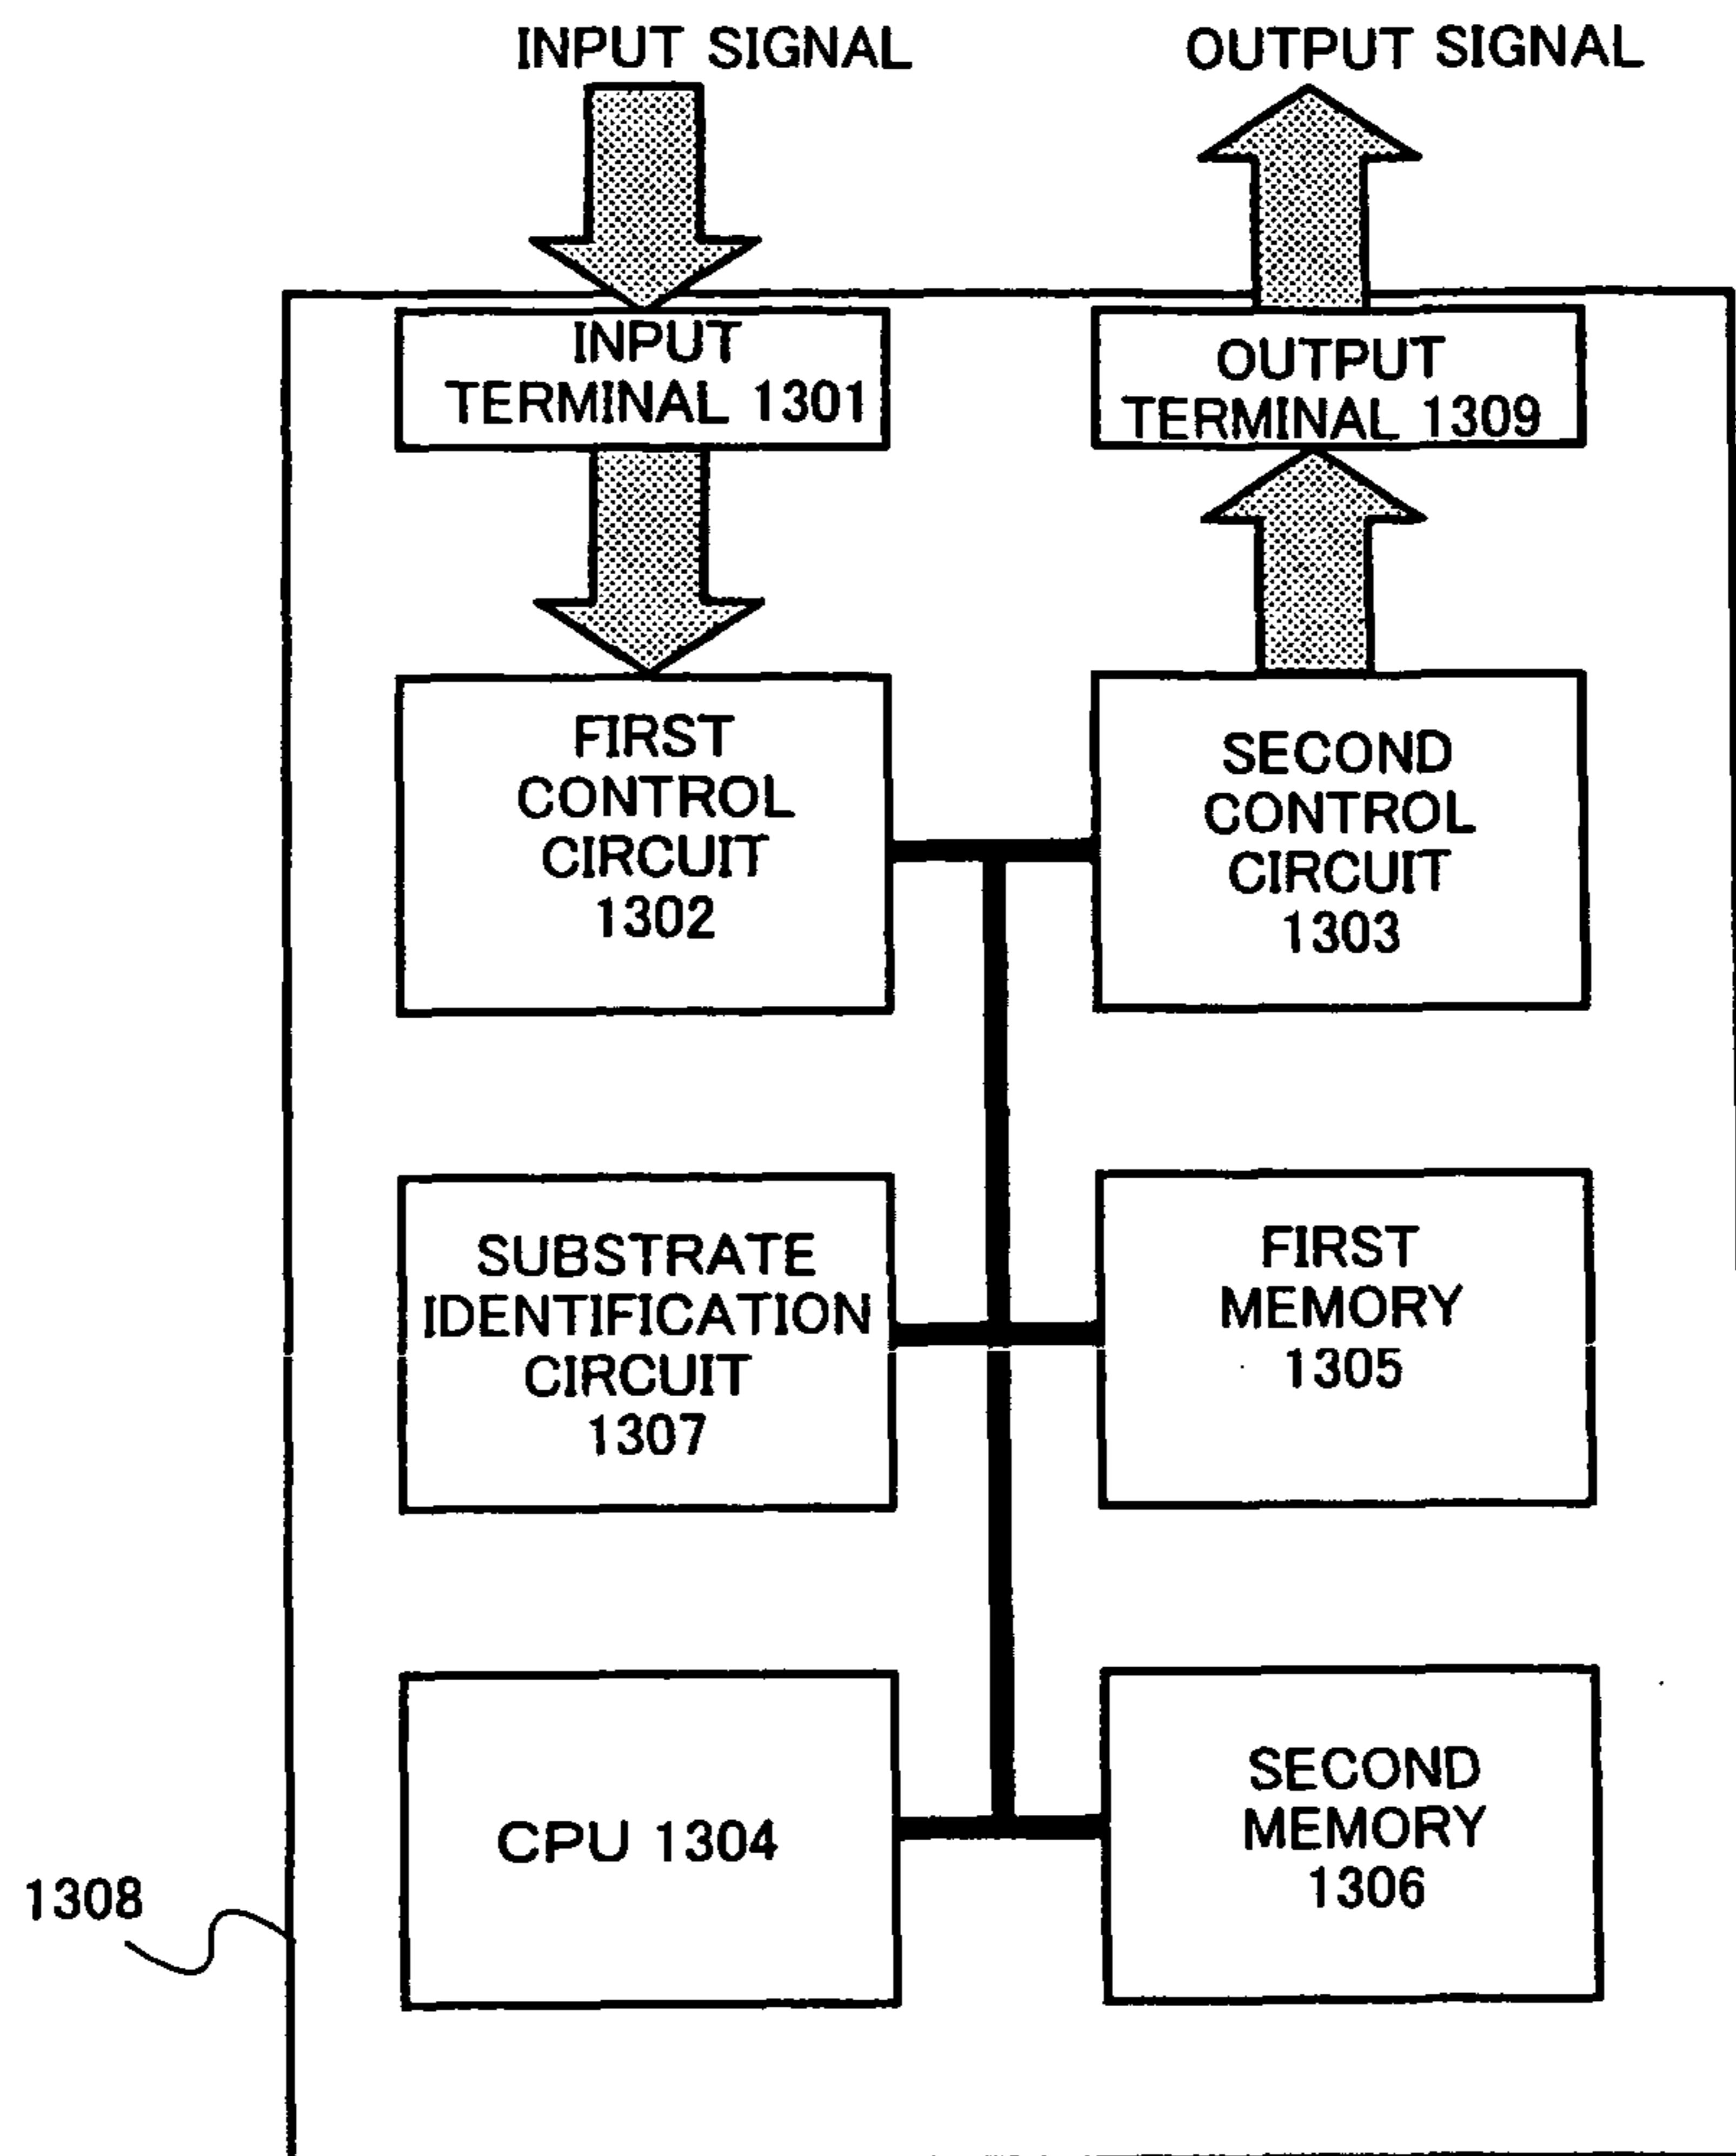 INPUT SIGNAL
OUTPUT SIGNAL
INPUT
TERMINAL 1301
OUTPUT
TERMINAL 1309
FIRST
CONTROL
CIRCUIT
1302
SECOND
CONTROL
CIRCUIT
1303
SUBSTRATE
IDENTIFICATION
CIRCUIT
1307
FIRST
MEMORY
1305
CPU 1304
SECOND
MEMORY
1306
1308